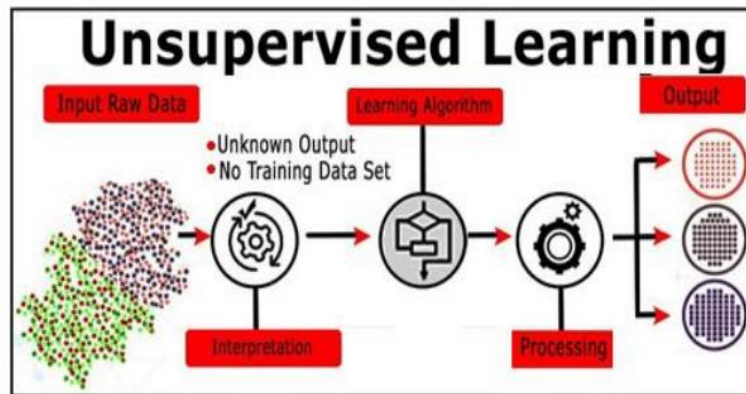 Unsupervised Learning
Input Raw Data
Learning Algorithm
Output
•Unknown Output
•No Training Data Set
Interpretation
Processing